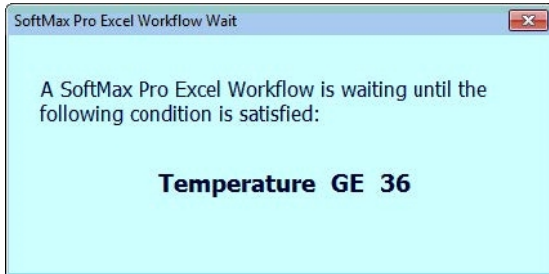 SoftMax Pro Excel Workflow Wait
A SoftMax Pro Excel Workflow is waiting until the
following condition is satisfied:
Temperature GE 36